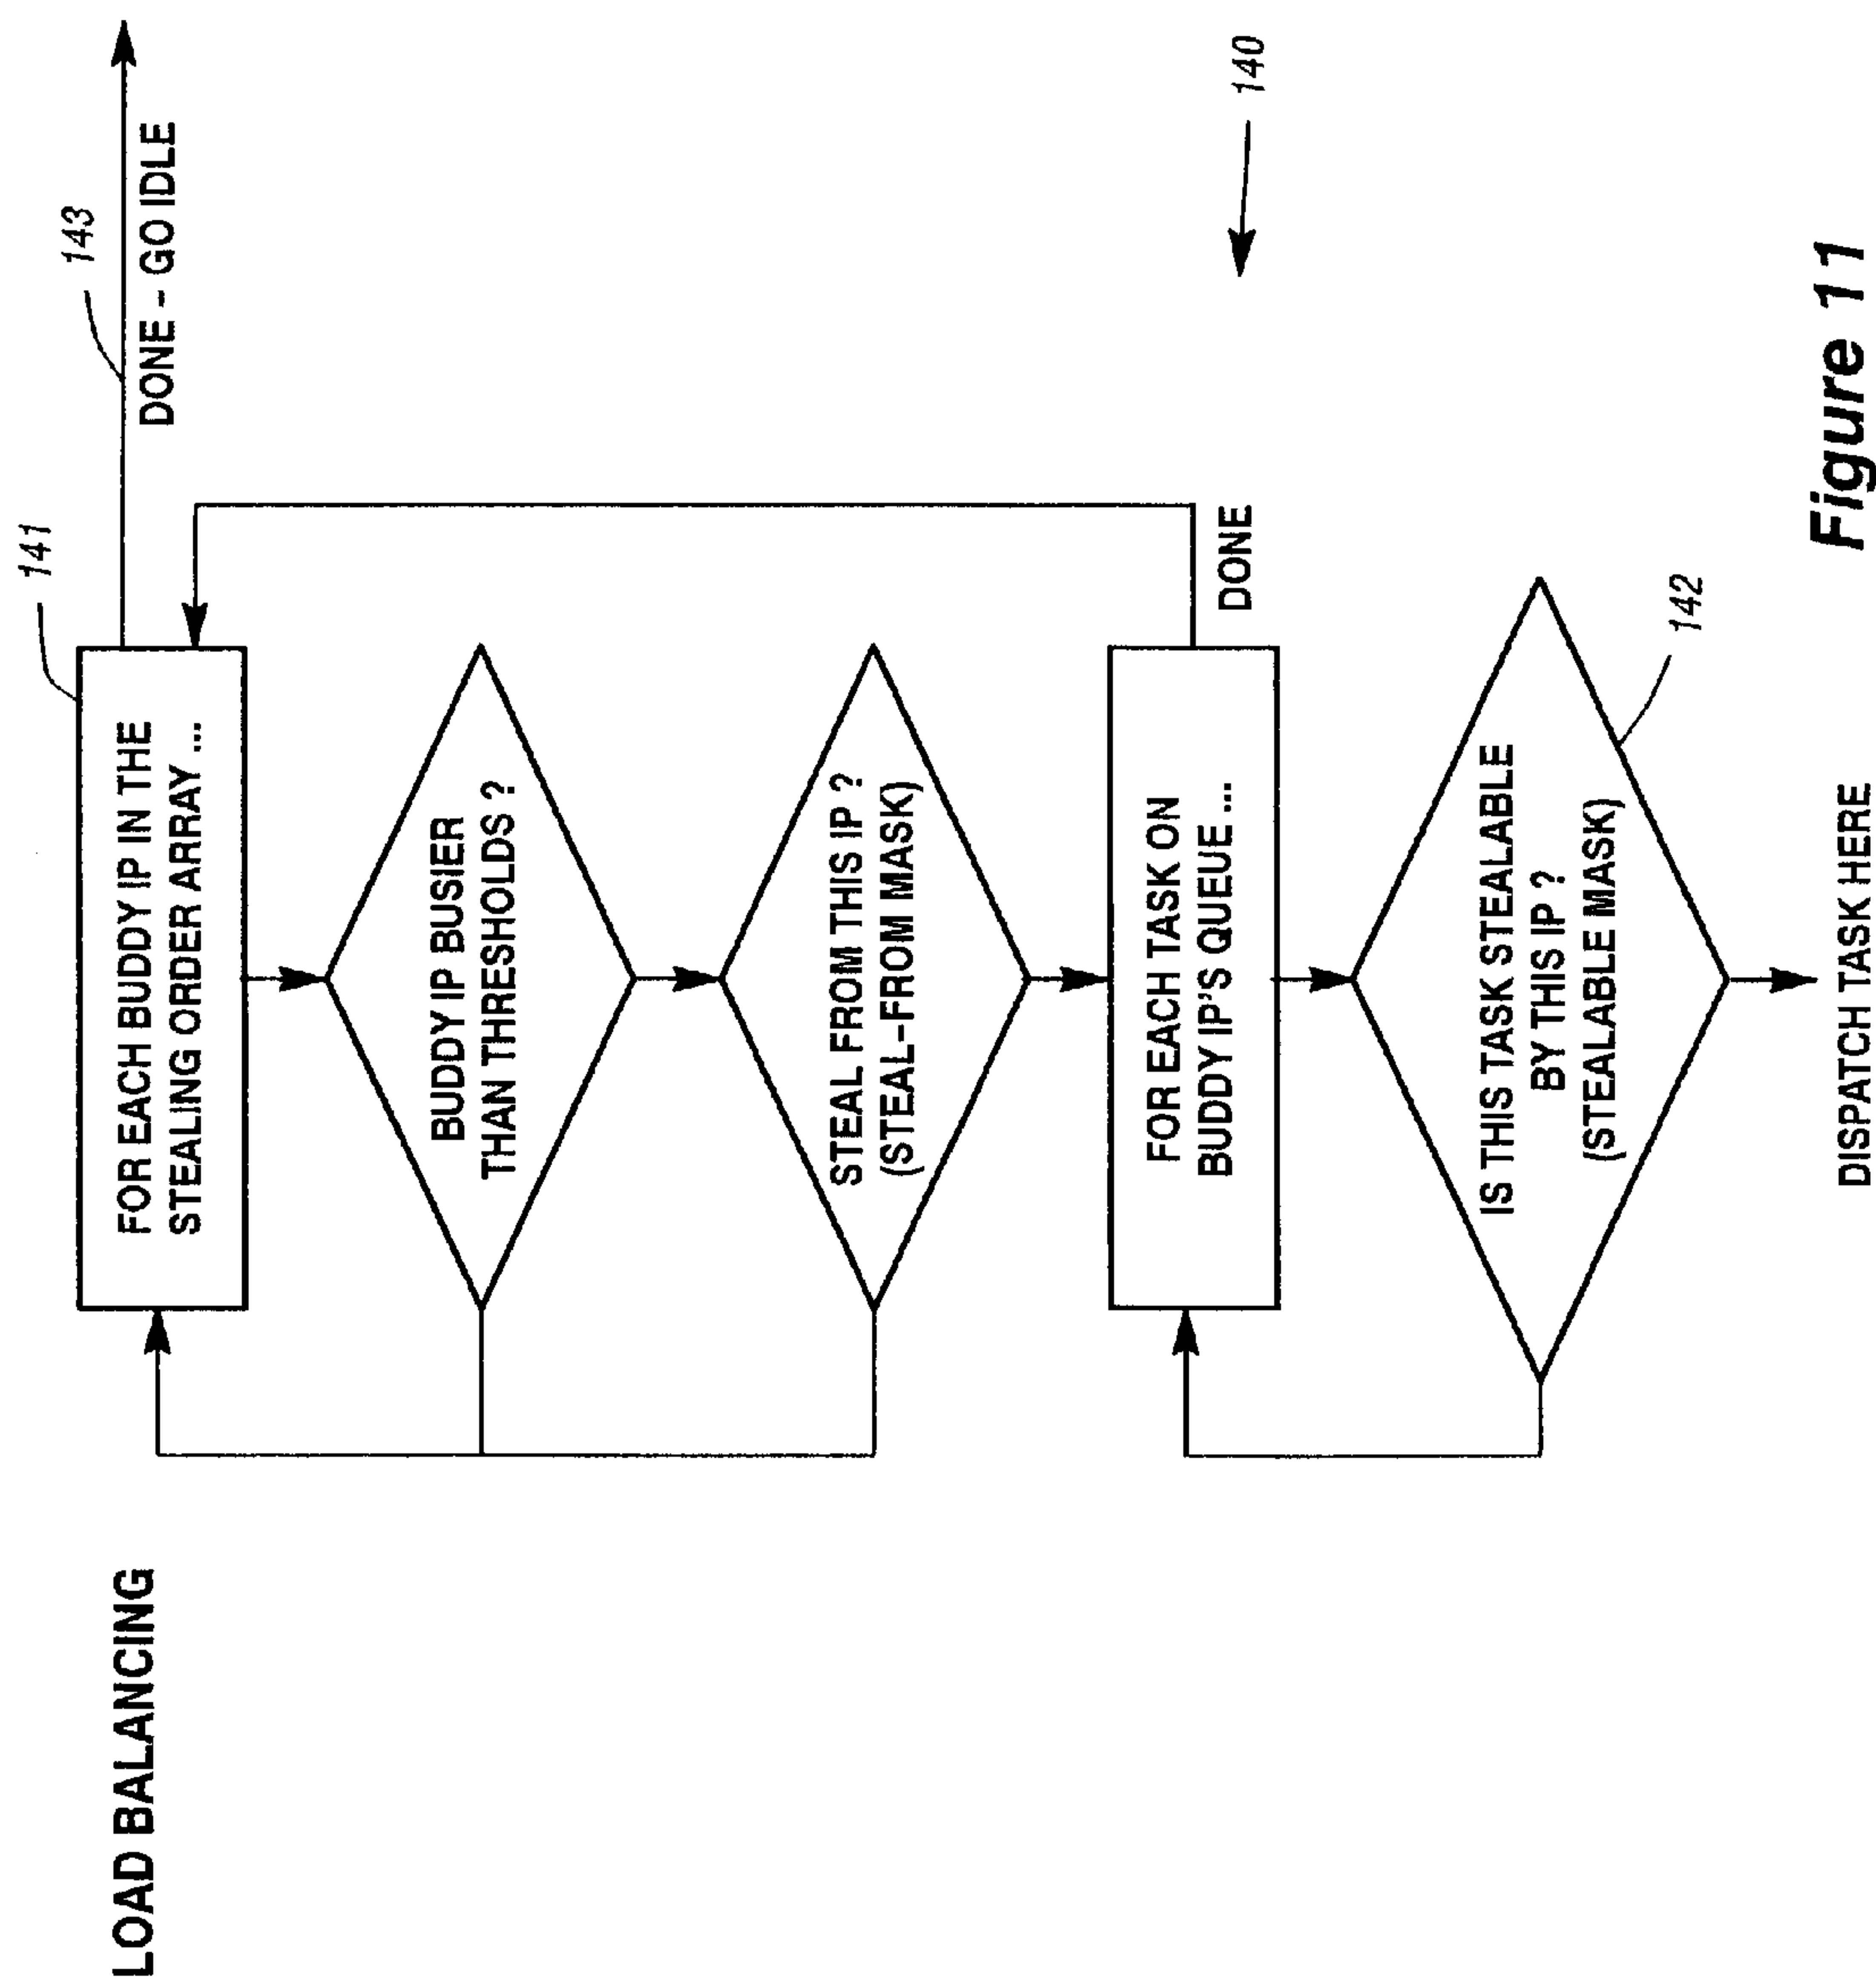 LOAD BALANCING
141
143
FOR EACH BUDDY IP IN THE
STEALING ORDER ARRAY ...
DONE – GO IDLE
BUDDY IP BUSIER
THAN THRESHOLDS ?
STEAL FROM THIS IP ?
(STEAL-FROM MASK)
FOR EACH TASK ON
BUDDY IP'S QUEUE ...
DONE
140
IS THIS TASK STEALABLE
BY THIS IP ?
(STEALABLE MASK)
142
DISPATCH TASK HERE
Figure 11